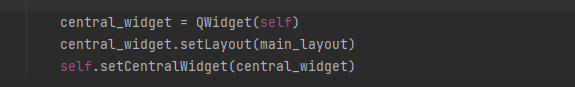 central_widget = QWidget(self)
central_widget.setLayout(main_layout)
self.setCentralWidget(central_widget)